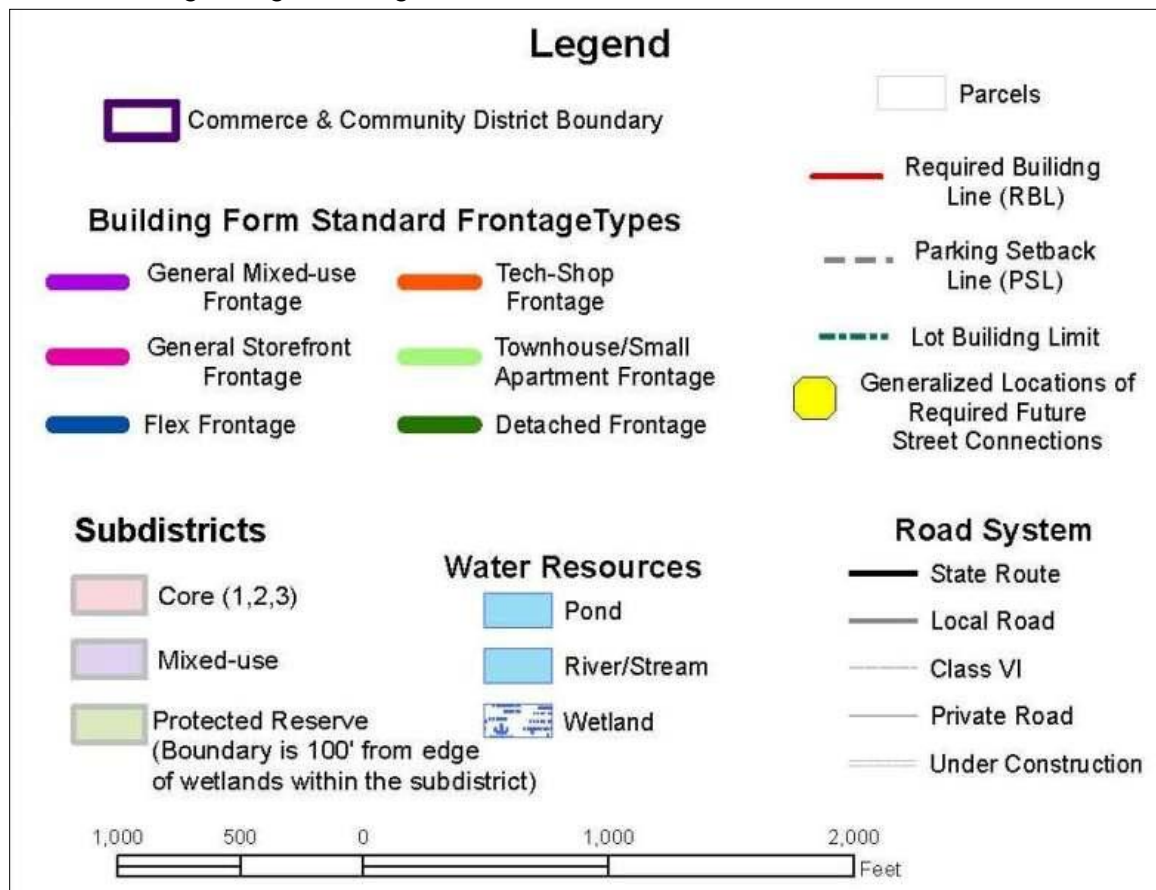 Legend
Commerce & Community District Boundary
Building Form Standard FrontageTypes
General Mixed-use
Frontage
General Storefront
Frontage
Flex Frontage
Tech-Shop
Frontage
Townhouse/Small
Apartment Frontage
Detached Frontage
Parcels
Required Builidng
Line (RBL)
Parking Setback
Line (PSL)
Lot Builidng Limit
Generalized Locations of
Required Future
Street Connections
Subdistricts
Core (1,2,3)
Mixed-use
Protected Reserve
(Boundary is 100' from edge
of wetlands within the subdistrict)
Water Resources
Pond
River/Stream
Wetland
Road System
State Route
Local Road
Class VI
Private Road
Under Construction
1,000 500 0 1,000 2,000
Feet